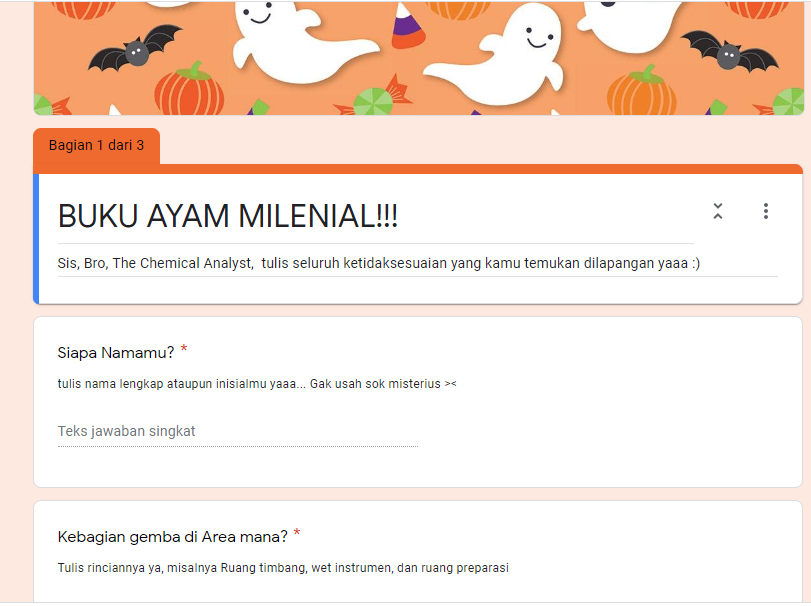 Bagian 1 dari 3
BUKU AYAM MILENIAL!!!
Sis, Bro, The Chemical Analyst,  tulis seluruh ketidaksesuaian yang kamu temukan dilapangan yaaa :)
Siapa Namamu? *
tulis nama lengkap ataupun inisialmu yaaa... Gak usah sok misterius ><
Teks jawaban singkat
Kebagian gemba di Area mana? *
Tulis rinciannya ya, misalnya Ruang timbang, wet instrumen, dan ruang preparasi